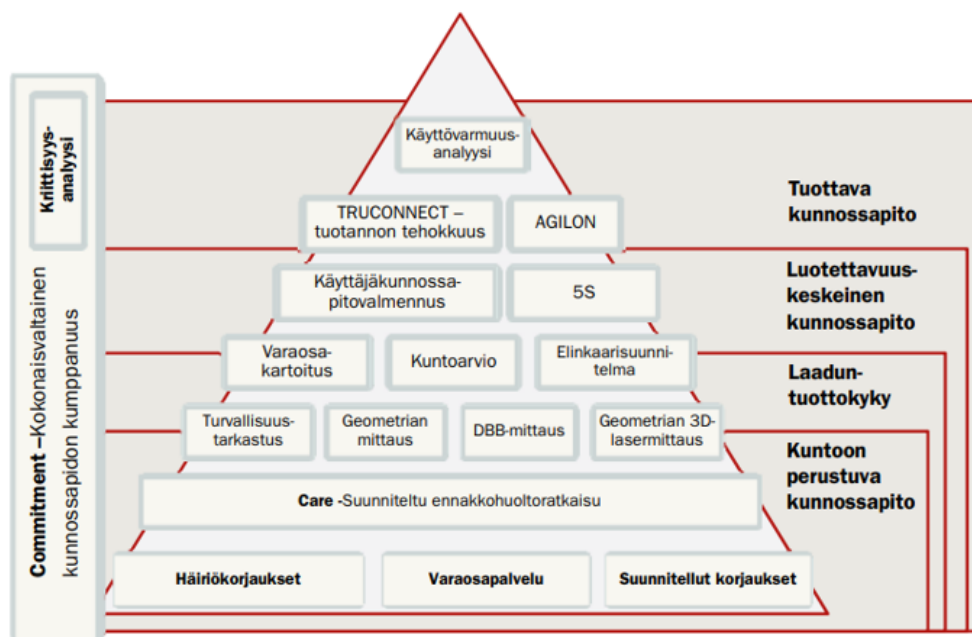 Kriittisyys-
analyysi
Commitment –Kokonaisvaltainen
kunnossapidon kumppanuus
Käyttövarmuus-
analyysi
TRUCONNECT –
tuotannon tehokkuus
AGILON
Käyttäjäkunnossa-
pitovalmennus
5S
Varaosa-
kartoitus
Kuntoarvio
Elinkaarisuunni-
telma
Turvallisuus-
tarkastus
Geometrian
mittaus
DBB-mittaus
Geometrian 3D-
lasermittaus
Care -Suunniteltu ennakkohuoltoratkaisu
Häiriökorjaukset
Varaosapalvelu
Suunnitellut korjaukset
Tuottava
kunnossapito
Luotettavuus-
keskeinen
kunnossapito
Laadun-
tuottokyky
Kuntoon
perustuva
kunnossapito